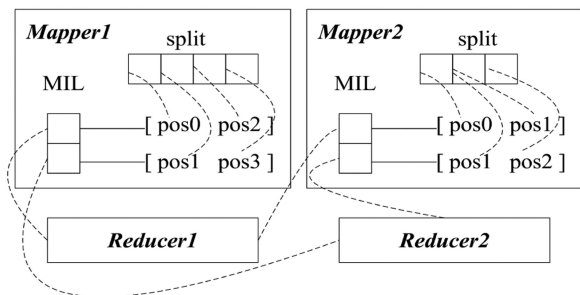 Mapper1
split
MIL
[ pos0 pos2 ]
[ pos1 pos3 ]
Mapper2
split
MIL
[ pos0 pos1 ]
[ pos1 pos2 ]
Reducer1
Reducer2